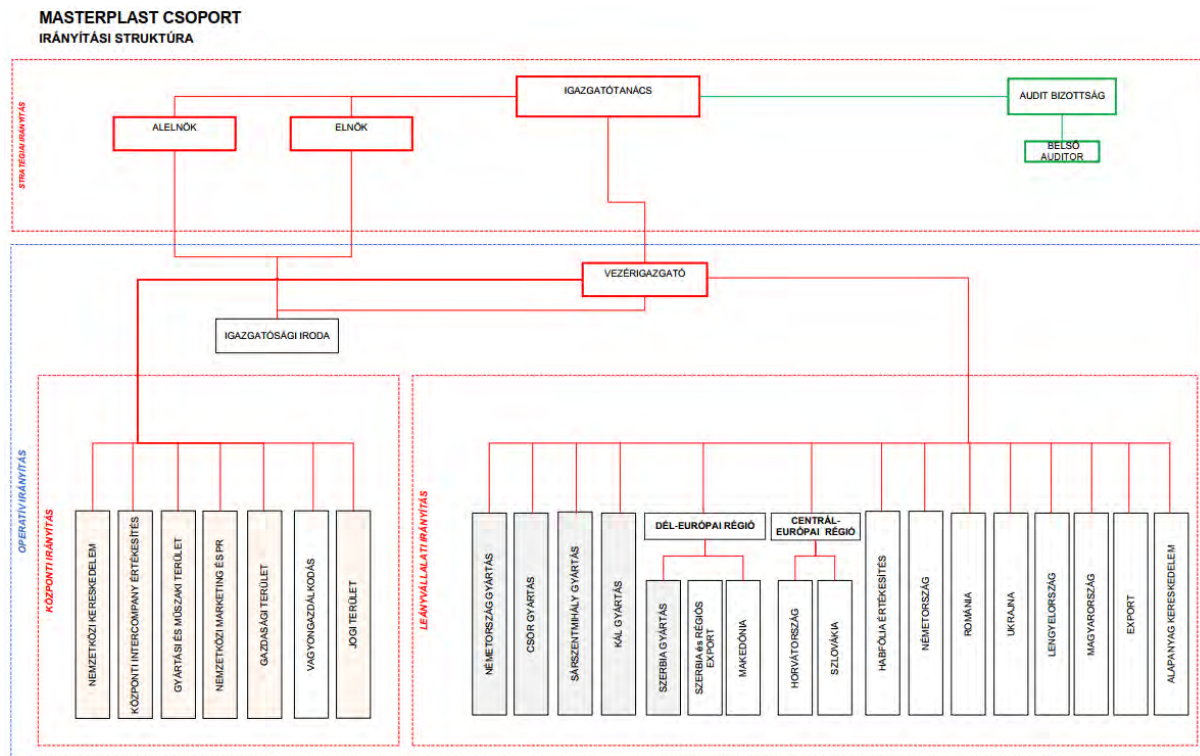 MASTERPLAST CSOPORT
IRÁNYÍTÁSI STRUKTÚRA
STRATÉGIAI IRÁNYÍTÁS
IGAZGATÓTANÁCS
AUDIT BIZOTTSÁG
ALELNÖK
ELNÖK
BELSŐ
AUDITOR
OPERATÍV IRÁNYÍTÁS
VEZÉRIGAZGATÓ
IGAZGATÓSÁGI IRODA
KÖZPONTI IRÁNYÍTÁS
NEMZETKÖZI KERESKEDELEM
KÖZPONTI INTERCOMPANY ÉRTÉKESÍTÉS
GYÁRTÁSI ÉS MŰSZAKI TERÜLET
NEMZETKÖZI MARKETING ÉS PR
GAZDASÁGI TERÜLET
VAGYONGAZDÁLKODÁS
JOGI TERÜLET
LEÁNYVÁLLALATI IRÁNYÍTÁS
NÉMETORSZÁG GYÁRTÁS
CSÓR GYÁRTÁS
SÁRSZENTMIHÁLY GYÁRTÁS
KÁL GYÁRTÁS
DÉL-EURÓPAI RÉGIÓ
SZERBIA GYÁRTÁS
SZERBIA és RÉGIÓS
EXPORT
MAKEDÓNIA
CENTRÁL-
EURÓPAI RÉGIÓ
HORVÁTORSZÁG
SZLOVÁKIA
HABFÓLIA ÉRTÉKESÍTÉS
NÉMETORSZÁG
ROMÁNIA
UKRAJNA
LENGYELORSZÁG
MAGYARORSZÁG
EXPORT
ALAPANYAG KERESKEDELEM